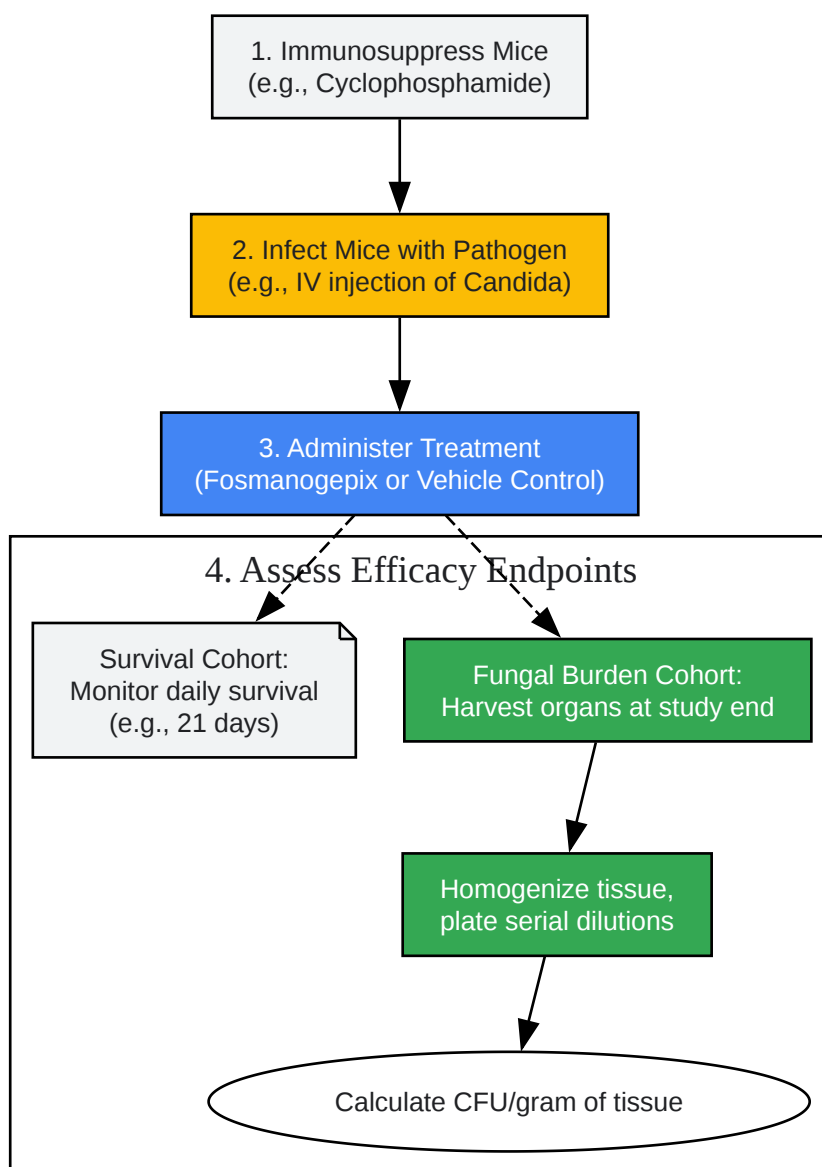 1. Immunosuppress Mice
(e.g., Cyclophosphamide)
2. Infect Mice with Pathogen
(e.g., IV injection of Candida)
3. Administer Treatment
(Fosmanogepix or Vehicle Control)
4. Assess Efficacy Endpoints
Survival Cohort:
Monitor daily survival
(e.g., 21 days)
Fungal Burden Cohort:
Harvest organs at study end
Homogenize tissue,
plate serial dilutions
Calculate CFU/gram of tissue